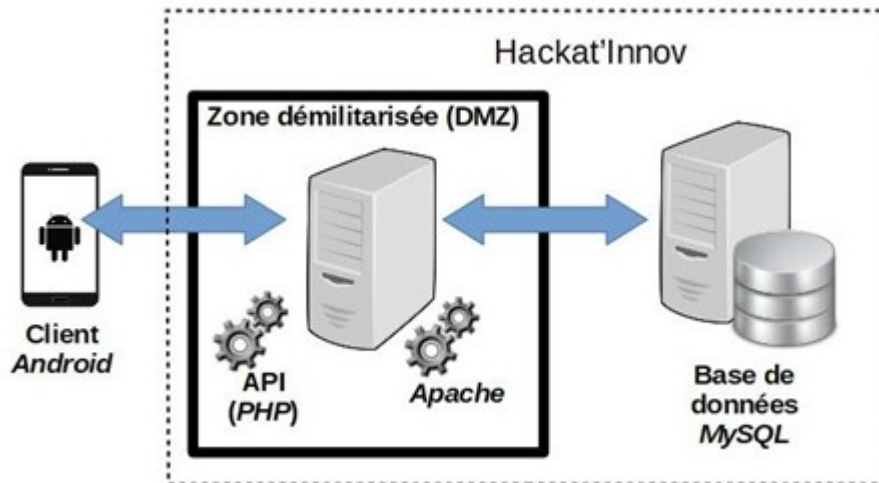 Hackat'Innov
Zone démilitarisée (DMZ)
Client
Android
API
(PHP)
Apache
Base de
données
MySQL